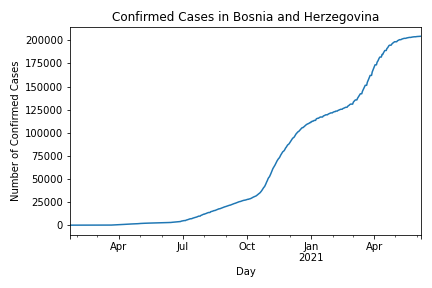 Confirmed Cases in Bosnia and Herzegovina
Number of Confirmed Cases
200000
175000
150000
125000
100000
75000
50000
25000
0
Apr
Jul
Oct
Jan
2021
Apr
Day